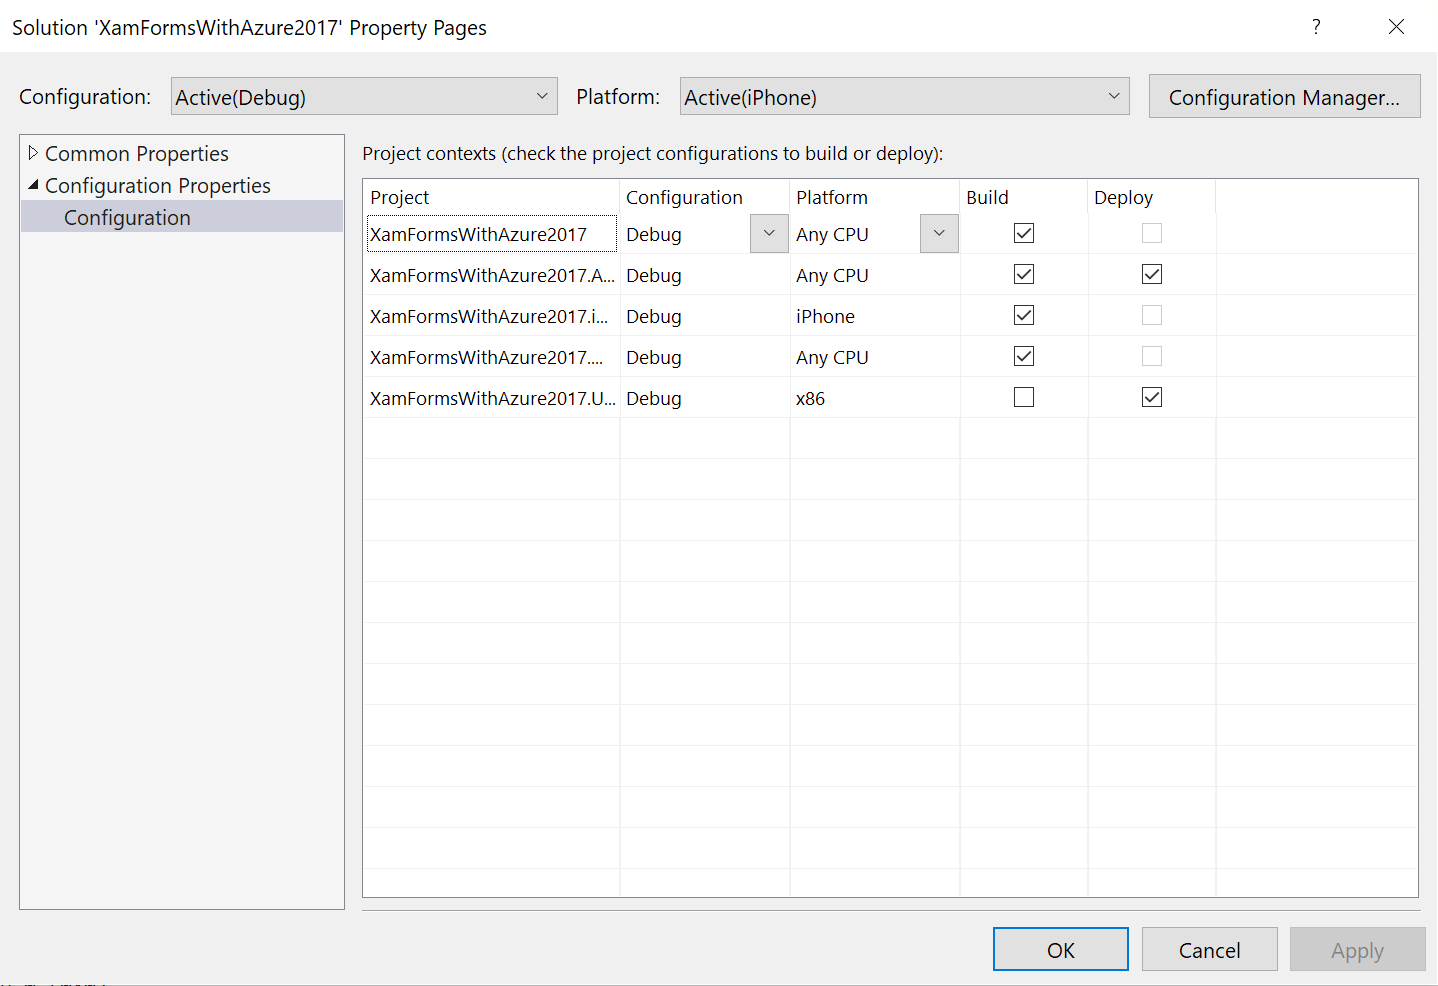 Solution 'XamFormsWithAzure2017' Property Pages ?
Configuration: Active(Debug) Platform: Active(iPhone) Configuration Manager...
Common Properties
Configuration Properties
Configuration
Project contexts (check the project configurations to build or deploy):
Project Configuration Platform Build Deploy
XamFormsWithAzure2017 Debug Any CPU
XamFormsWithAzure2017.A... Debug Any CPU
XamFormsWithAzure2017.i... Debug iPhone
XamFormsWithAzure2017.... Debug Any CPU
XamFormsWithAzure2017.U... Debug x86
OK Cancel Apply